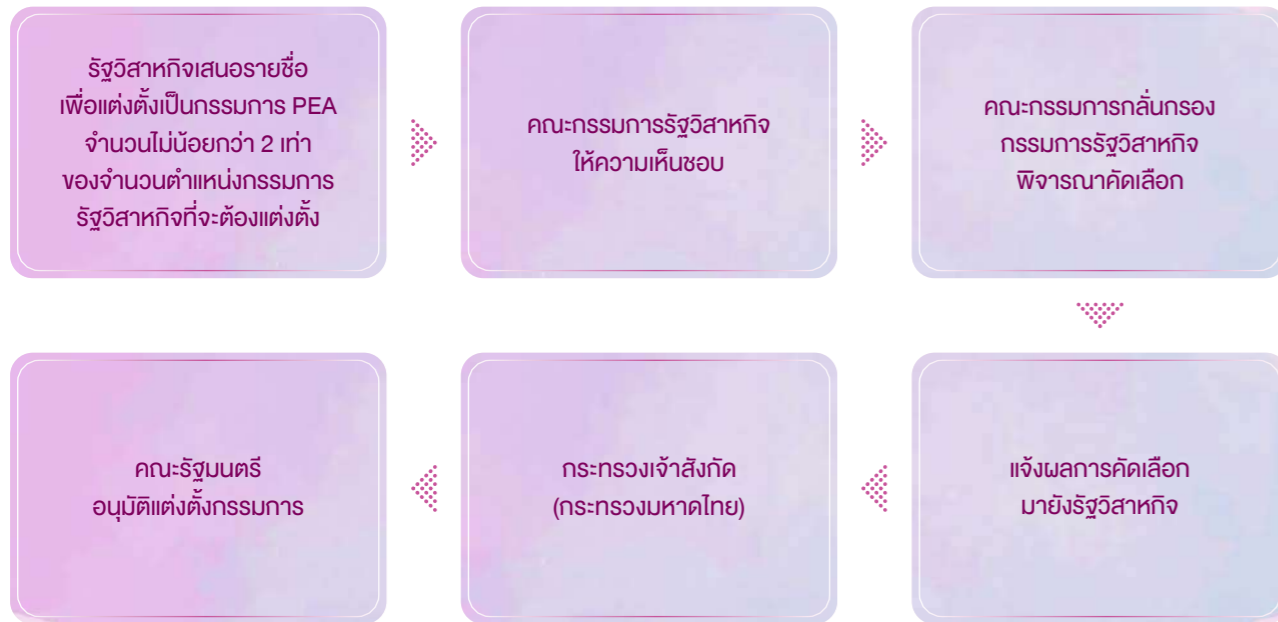 รัฐวิสาหกิจเสนอรายชื่อ
เพื่อแต่งตั้งเป็นกรรมการ PEA
จำนวนไม่น้อยกว่า 2 เท่า
ของจำนวนตำแหน่งกรรมการ
รัฐวิสาหกิจที่จะต้องแต่งตั้ง
คณะกรรมการรัฐวิสาหกิจ
ให้ความเห็นชอบ
คณะกรรมการกลั่นกรอง
กรรมการรัฐวิสาหกิจ
พิจารณาคัดเลือก
แจ้งผลการคัดเลือก
มายังรัฐวิสาหกิจ
กระทรวงเจ้าสังกัด
(กระทรวงมหาดไทย)
คณะรัฐมนตรี
อนุมัติแต่งตั้งกรรมการ